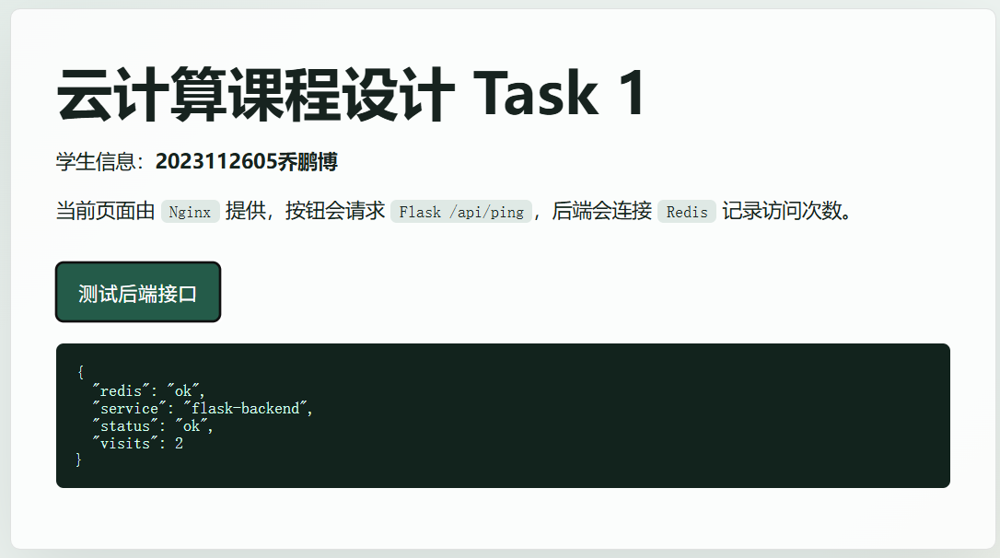 云计算课程设计 Task 1
学生信息：2023112605乔鹏博
当前页面由 Nginx 提供，按钮会请求 Flask /api/ping ，后端会连接 Redis 记录访问次数。
测试后端接口
{
  "redis": "ok",
  "service": "flask-backend",
  "status": "ok",
  "visits": 2
}